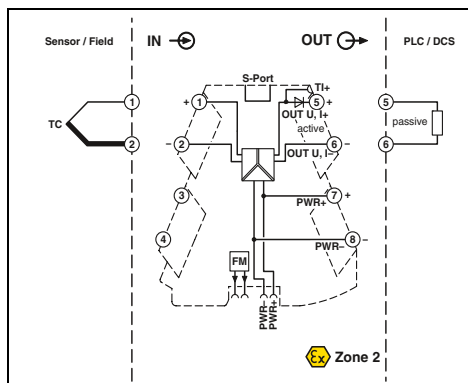 Sensor / Field
IN
OUT
PLC / DCS
S-Port
TI+
1
+ 1
5 +
5
OUT U, I+
TC
active
passive
2
– 2
6 –
6
OUT U, I–
3
7 +
PWR+
4
8 –
PWR–
FM
PWR–
PWR+
Ex Zone 2